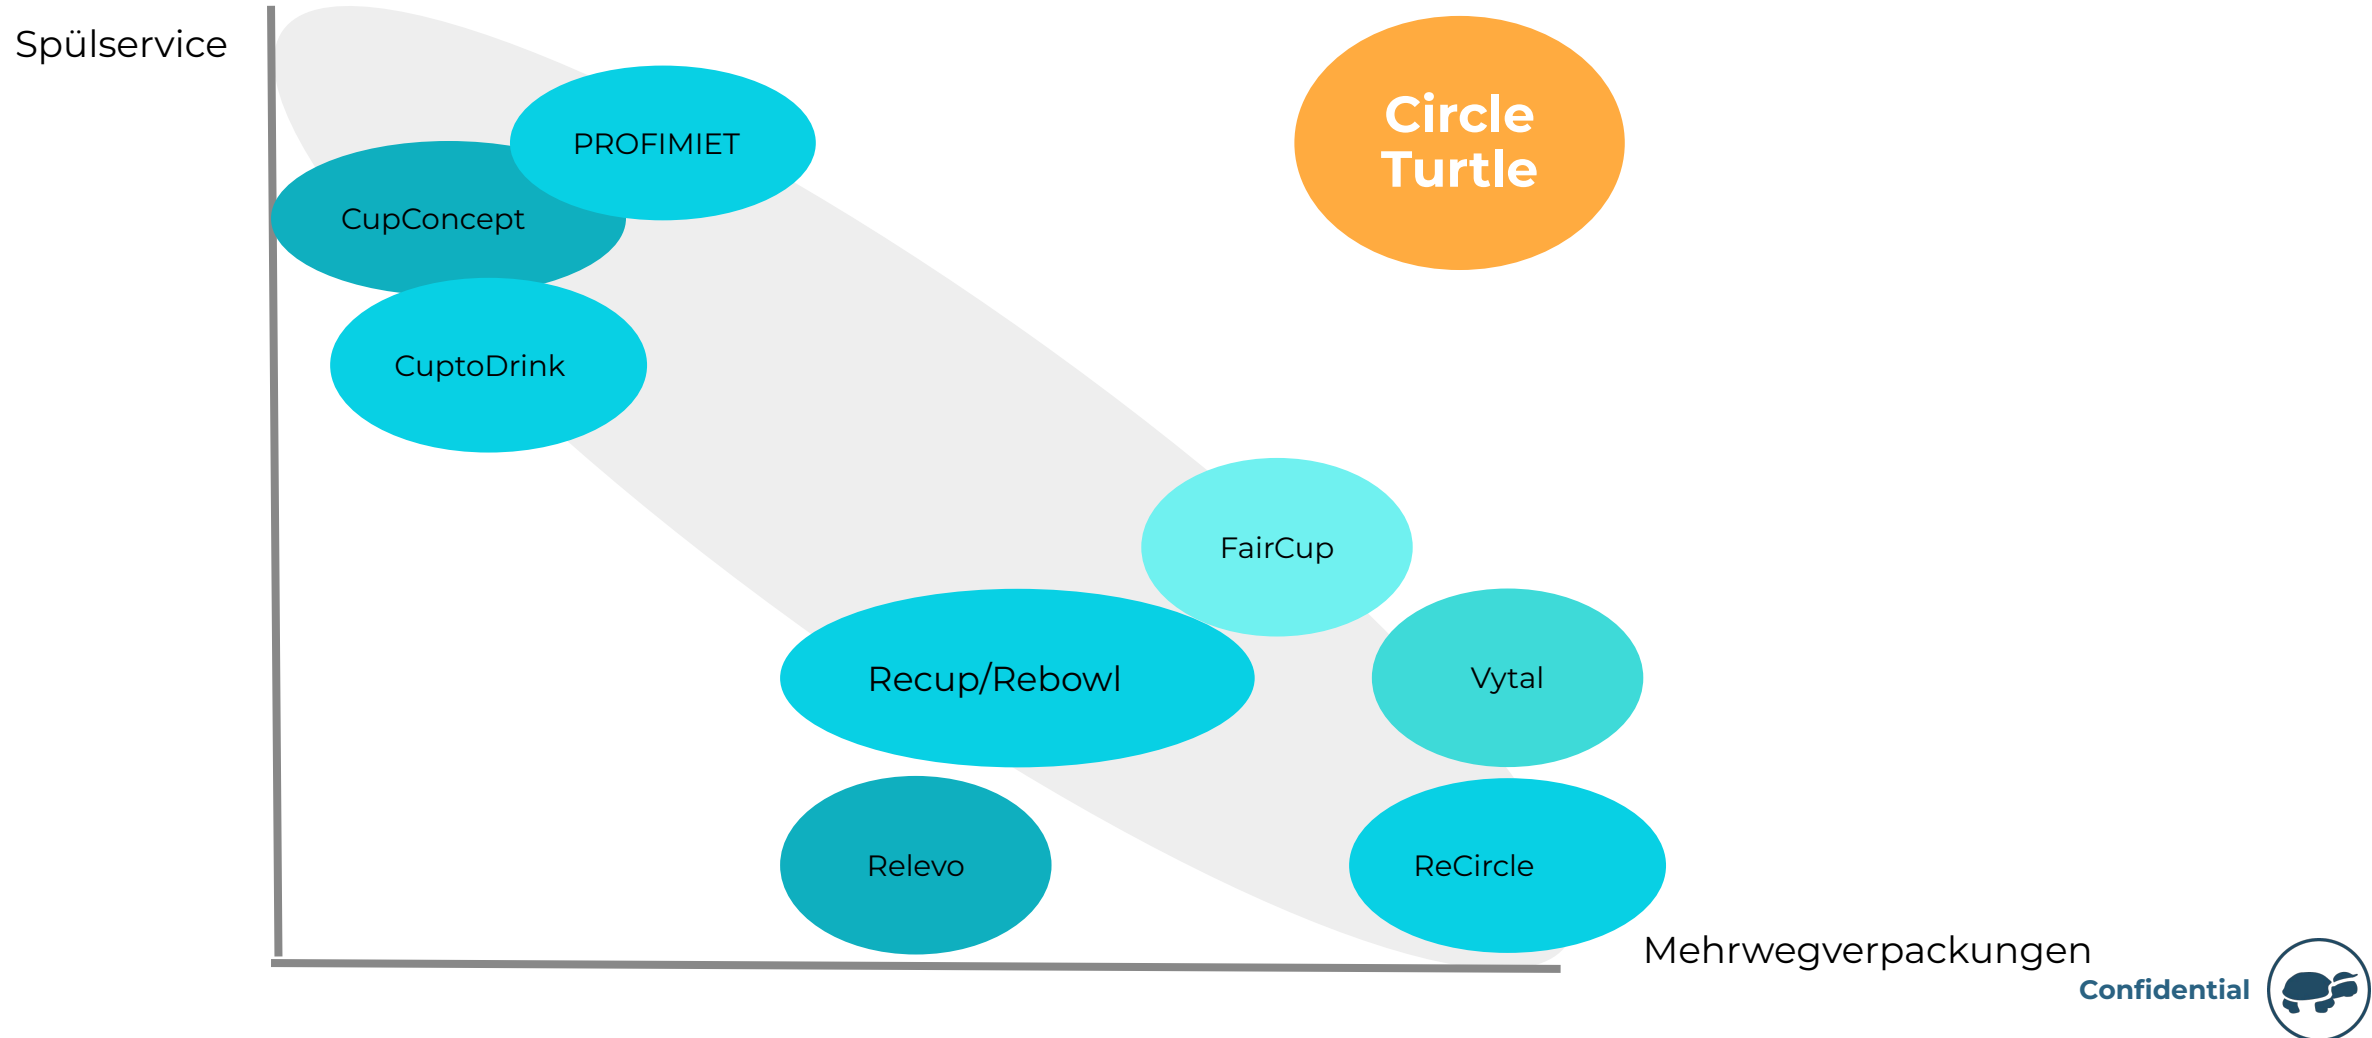 Spülservice
Circle
Turtle
PROFIMIET
CupConcept
CuptoDrink
FairCup
Recup/Rebowl
Vytal
Relevo
ReCircle
Mehrwegverpackungen
Confidential